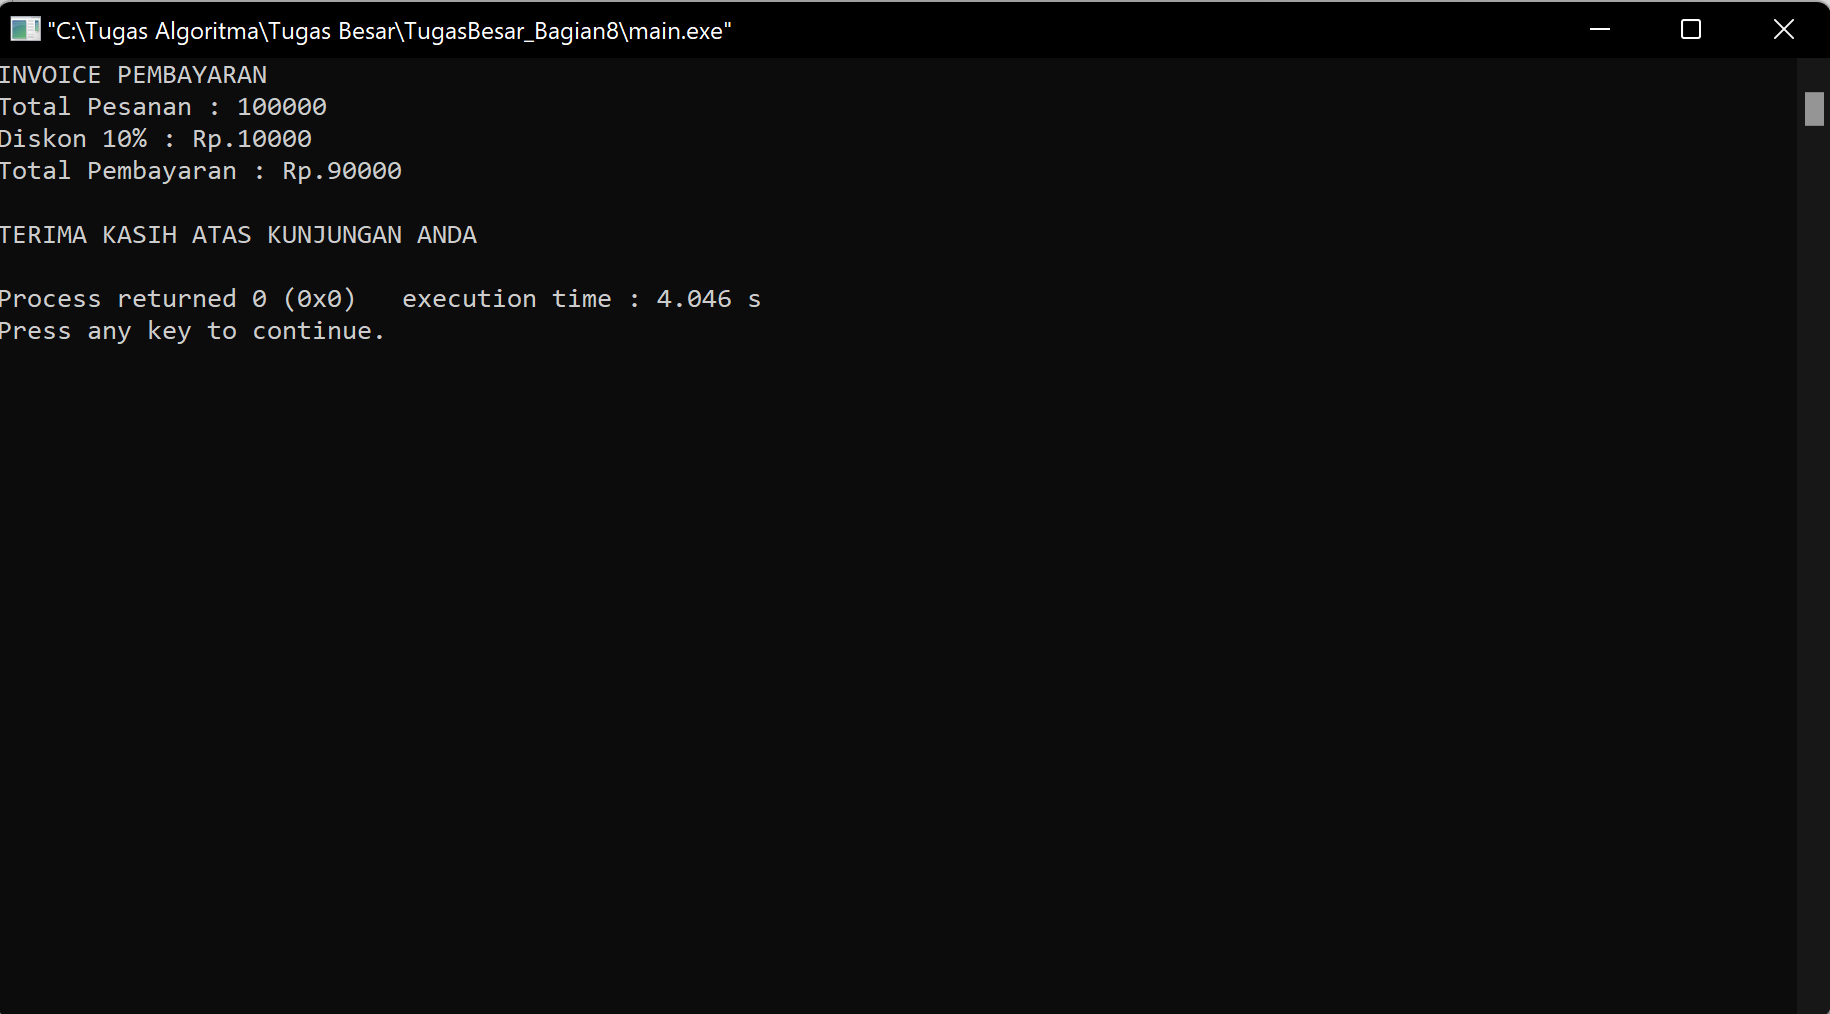 "C:\Tugas Algoritma\Tugas Besar\TugasBesar_Bagian8\main.exe"
INVOICE PEMBAYARAN
Total Pesanan : 100000
Diskon 10% : Rp.10000
Total Pembayaran : Rp.90000
TERIMA KASIH ATAS KUNJUNGAN ANDA
Process returned 0 (0x0)   execution time : 4.046 s
Press any key to continue.